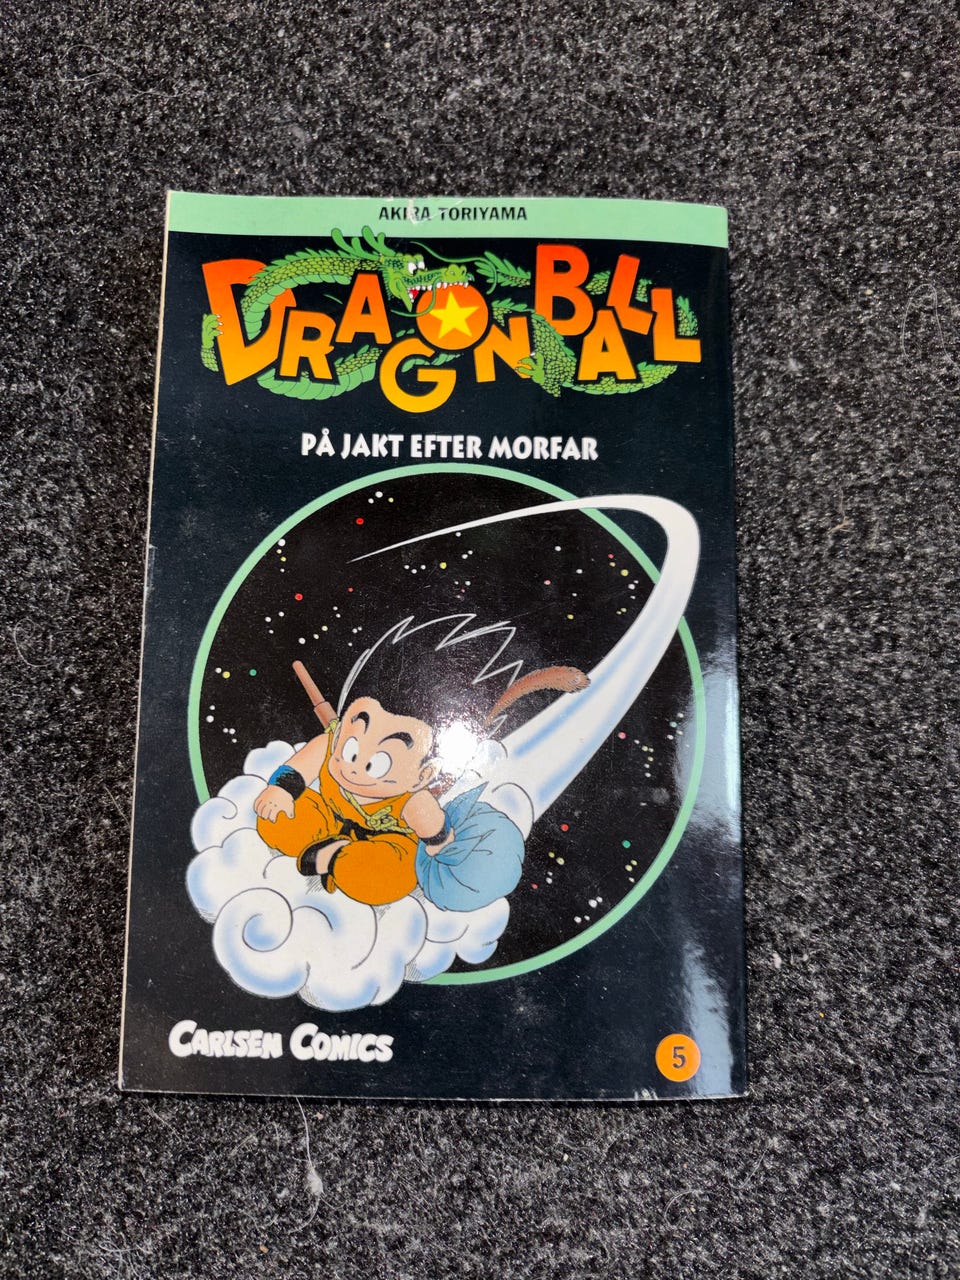 AKIRA TORIYAMA
DRAGON BALL
PÅ JAKT EFTER MORFAR
CARLSEN COMICS
5